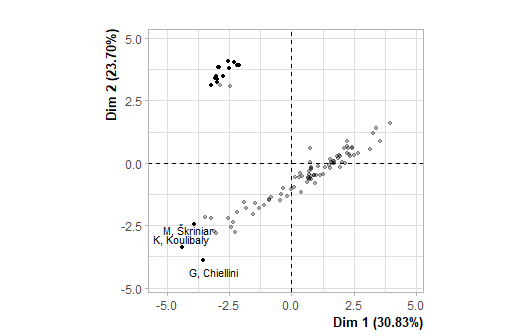 Dim 2 (23.70%)
5.0
2.5
0.0
-2.5
-5.0
M, Škriniar
K, Koulibaly
G, Chiellini
-5.0 -2.5 0.0 2.5 5.0
Dim 1 (30.83%)